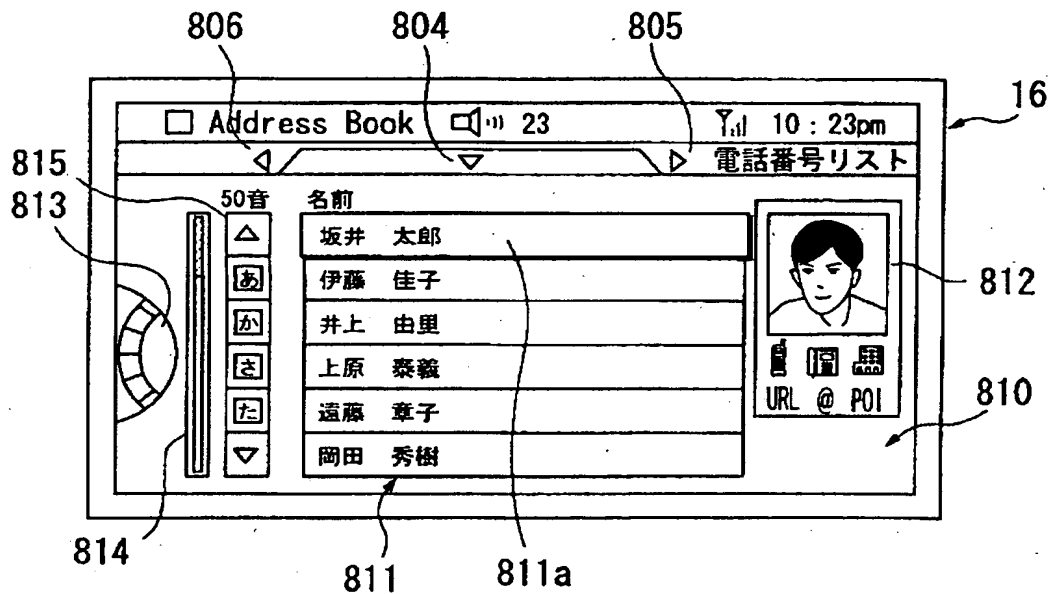 806 804 805
16
□ Address Book 23 10 : 23pm
◁ ▽ ▷ 電話番号リスト
815
813
50音 名前
△
あ
か
さ
た
▽
坂井 太郎
伊藤 佳子
井上 由里
上原 泰義
遠藤 章子
岡田 秀樹
812
URL @ POI
810
814
811
811a